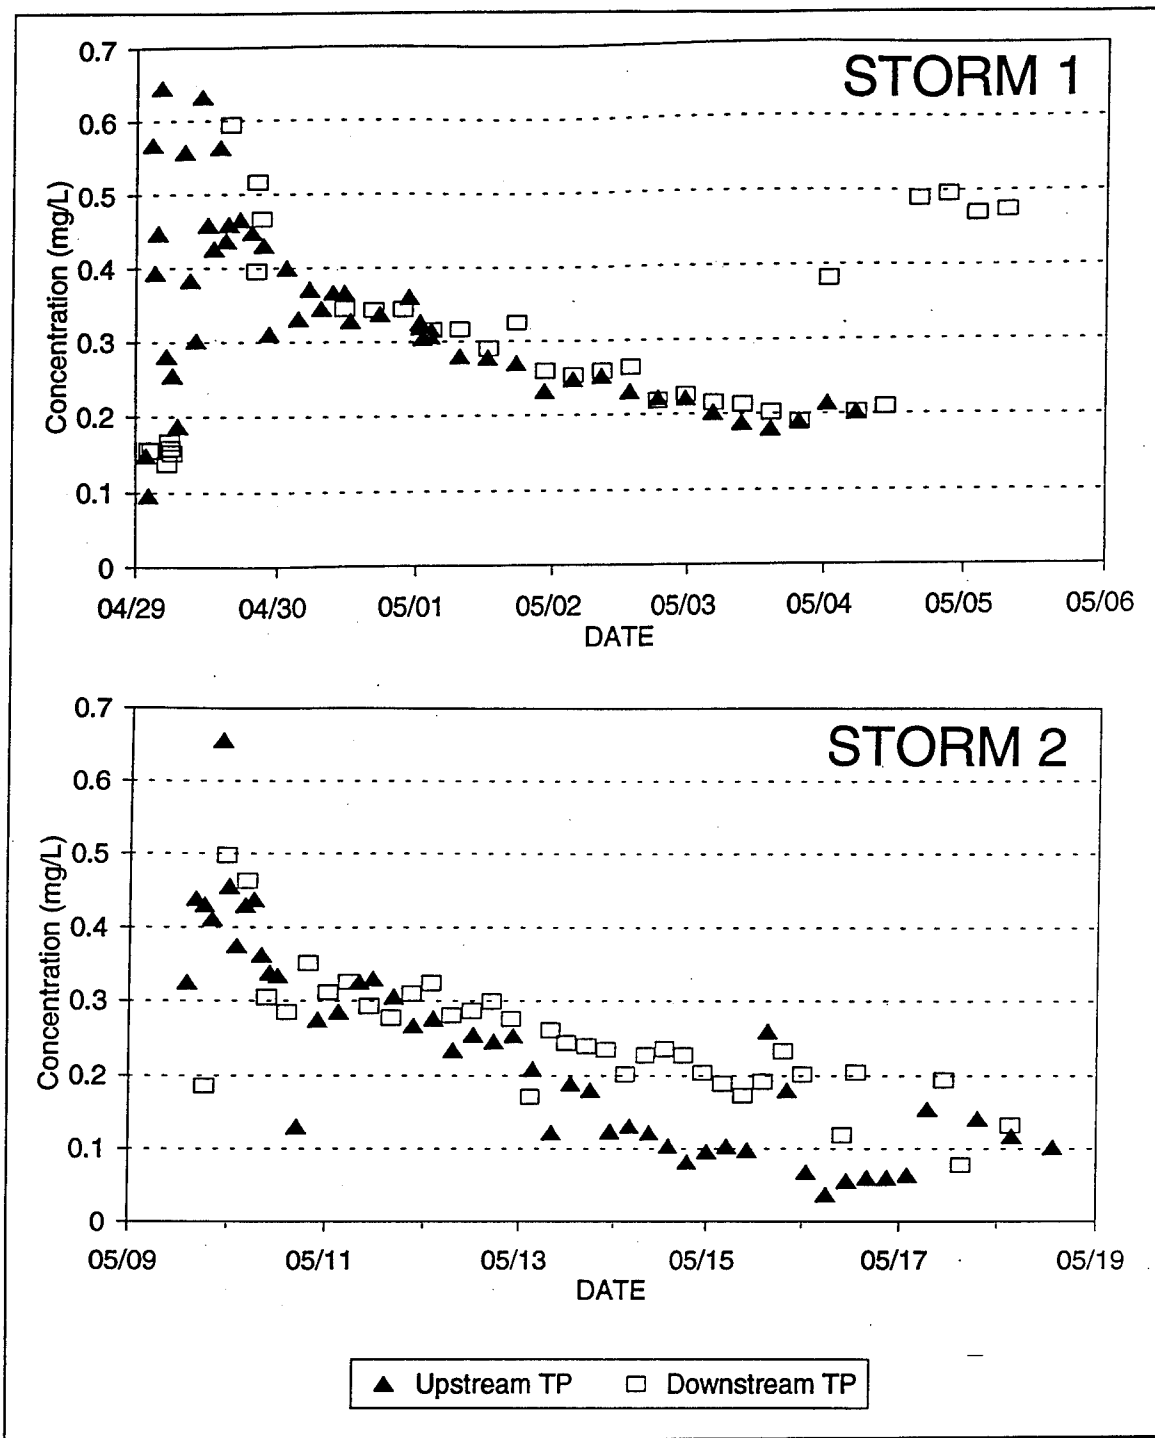 STORM 1
0.7
0.6
0.5
0.4
0.3
0.2
0.1
0
Concentration (mg/L)
04/29 04/30 05/01 05/02 05/03 05/04 05/05 05/06
DATE
STORM 2
0.7
0.6
0.5
0.4
0.3
0.2
0.1
0
Concentration (mg/L)
05/09 05/11 05/13 05/15 05/17 05/19
DATE
Upstream TP Downstream TP